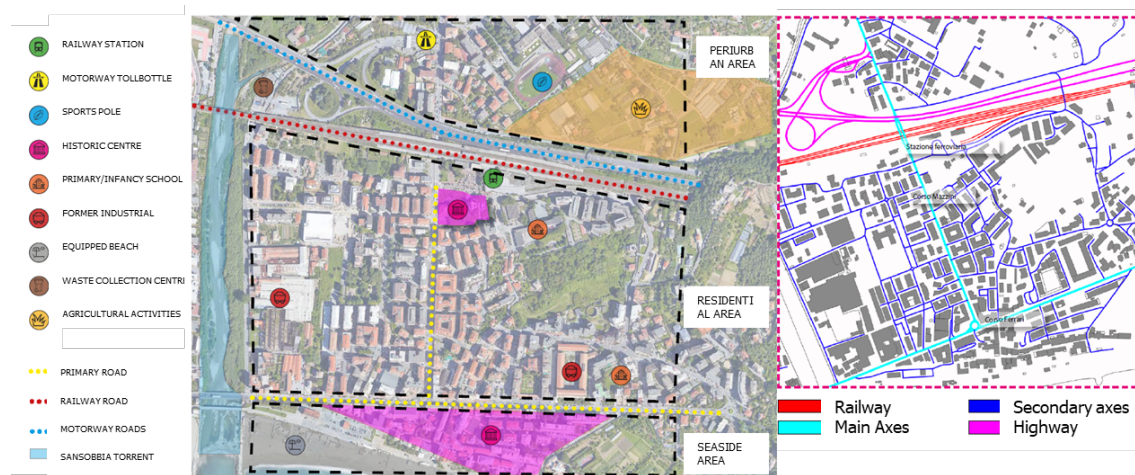 RAILWAY STATION
MOTORWAY TOLLBOTTLE
SPORTS POLE
HISTORIC CENTRE
PRIMARY/INFANCY SCHOOL
FORMER INDUSTRIAL
EQUIPPED BEACH
WASTE COLLECTION CENTRI
AGRICULTURAL ACTIVITIES
PRIMARY ROAD
RAILWAY ROAD
MOTORWAY ROADS
SANSOBBIA TORRENT
PERIURB
AN AREA
RESIDENTI
AL AREA
SEASIDE
AREA
Stazione ferroviaria
Corso Mazzini
Corso Ferrari
Railway
Secondary axes
Main Axes
Highway